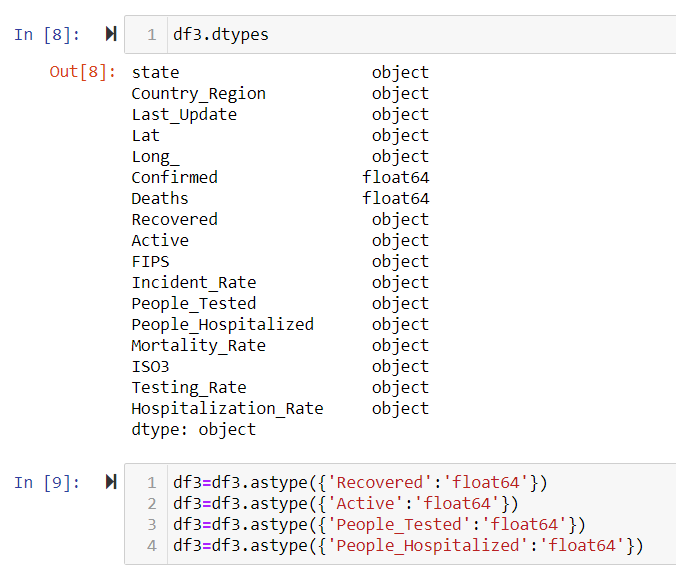 In [8]: 1 df3.dtypes
Out[8]: state object
Country_Region object
Last_Update object
Lat object
Long_ object
Confirmed float64
Deaths float64
Recovered object
Active object
FIPS object
Incident_Rate object
People_Tested object
People_Hospitalized object
Mortality_Rate object
ISO3 object
Testing_Rate object
Hospitalization_Rate object
dtype: object
In [9]: 1 df3=df3.astype({'Recovered':'float64'})
2 df3=df3.astype({'Active':'float64'})
3 df3=df3.astype({'People_Tested':'float64'})
4 df3=df3.astype({'People_Hospitalized':'float64'})